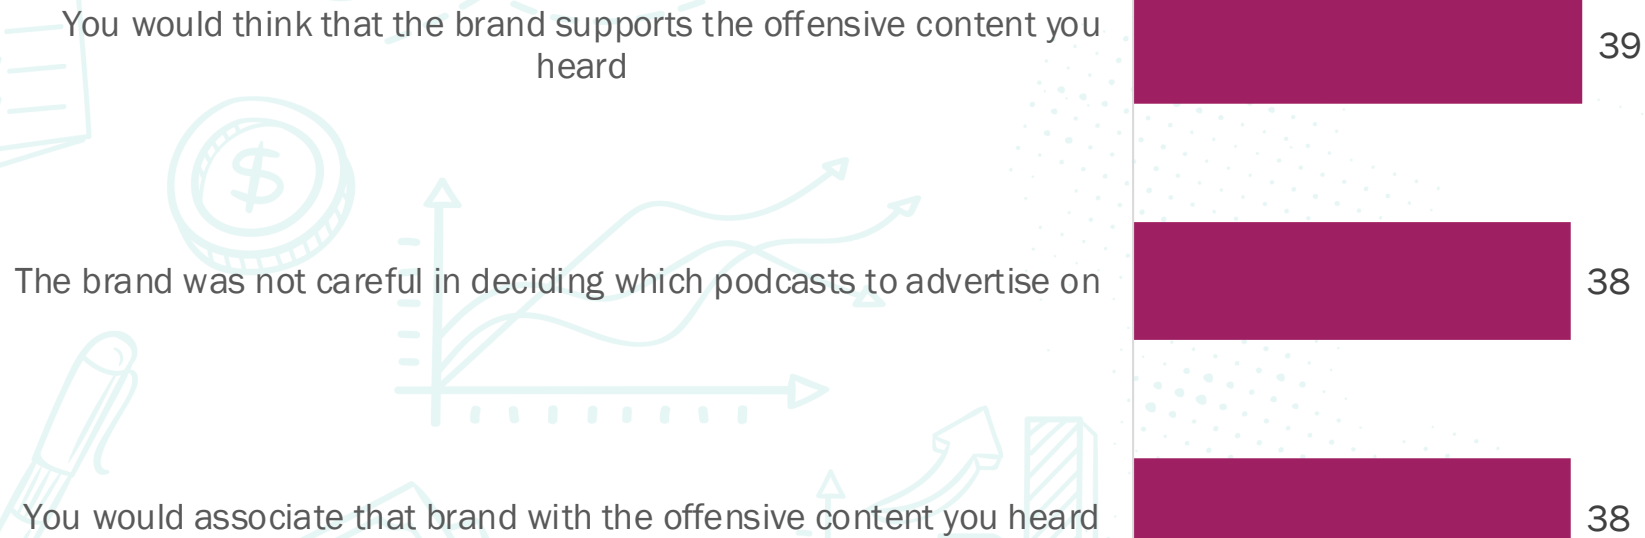 You would think that the brand supports the offensive content you
heard
39
The brand was not careful in deciding which podcasts to advertise on
38
You would associate that brand with the offensive content you heard
38